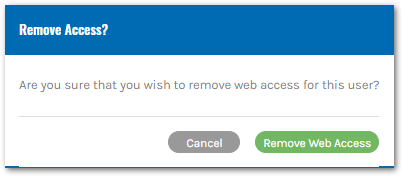 Remove Access?
Are you sure that you wish to remove web access for this user?
Cancel
Remove Web Access